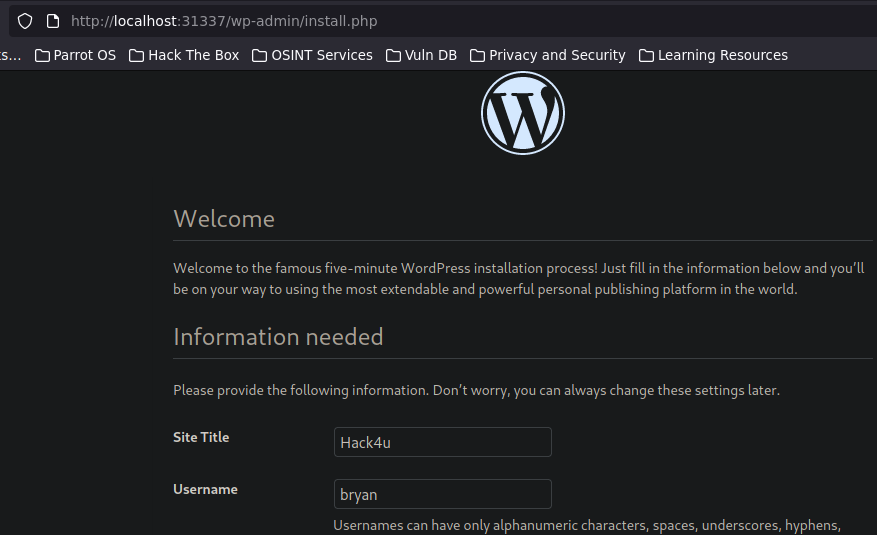 http://localhost:31337/wp-admin/install.php
s... Parrot OS Hack The Box OSINT Services Vuln DB Privacy and Security Learning Resources
Welcome
Welcome to the famous five-minute WordPress installation process! Just fill in the information below and you’ll
be on your way to using the most extendable and powerful personal publishing platform in the world.
Information needed
Please provide the following information. Don’t worry, you can always change these settings later.
Site Title Hack4u
Username bryan
Usernames can have only alphanumeric characters, spaces, underscores, hyphens,